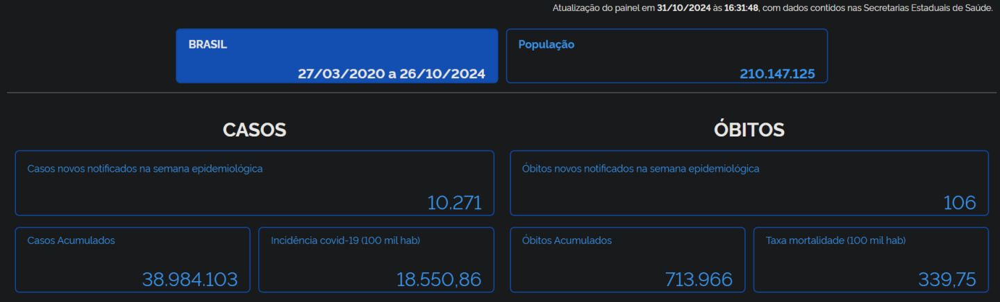 Atualização do painel em 31/10/2024 às 16:31:48, com dados contidos nas Secretarias Estaduais de Saúde.
BRASIL
27/03/2020 a 26/10/2024
População
210.147.125
CASOS
Casos novos notificados na semana epidemiológica
10.271
Casos Acumulados
38.984.103
Incidência covid-19 (100 mil hab)
18.550,86
ÓBITOS
Óbitos novos notificados na semana epidemiológica
106
Óbitos Acumulados
713.966
Taxa mortalidade (100 mil hab)
339,75